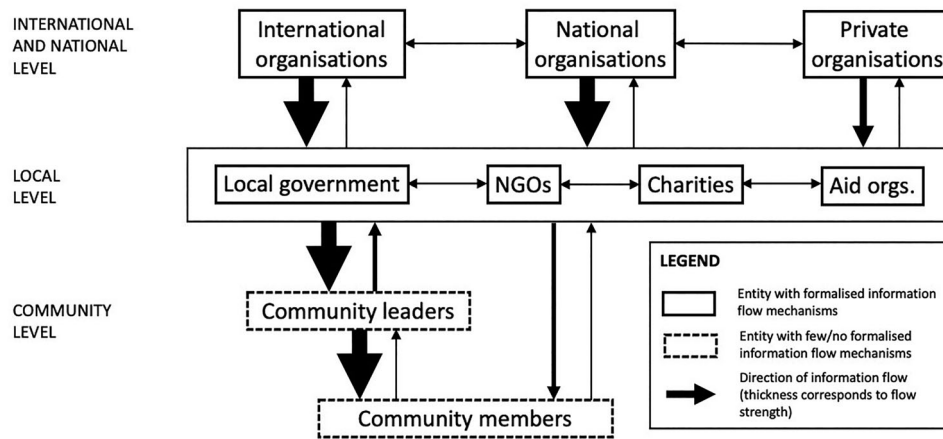 INTERNATIONAL
AND NATIONAL
LEVEL
International
organisations
National
organisations
Private
organisations
LOCAL
LEVEL
Local government
NGOs
Charities
Aid orgs.
COMMUNITY
LEVEL
Community leaders
Community members
LEGEND
Entity with formalised information
flow mechanisms
Entity with few/no formalised
information flow mechanisms
Direction of information flow
(thickness corresponds to flow
strength)